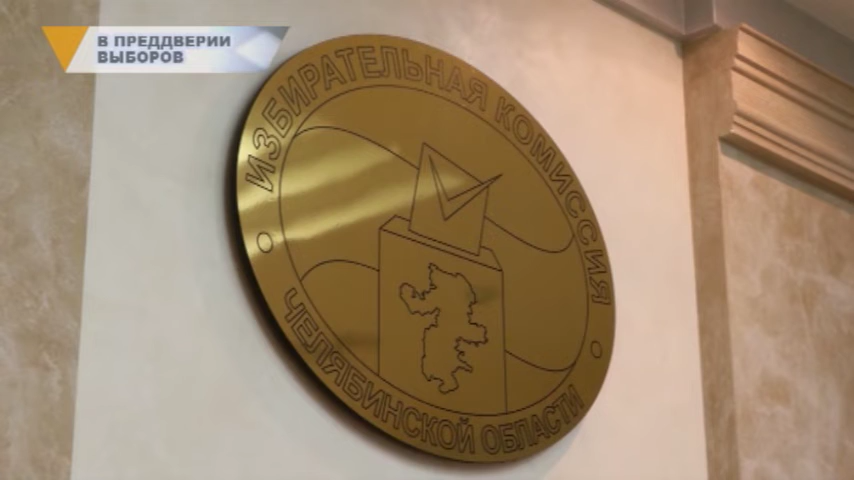 В ПРЕДДВЕРИИ
ВЫБОРОВ
ИЗБИРАТЕЛЬНАЯ КОМИССИЯ
ЧЕЛЯБИНСКОЙ ОБЛАСТИ